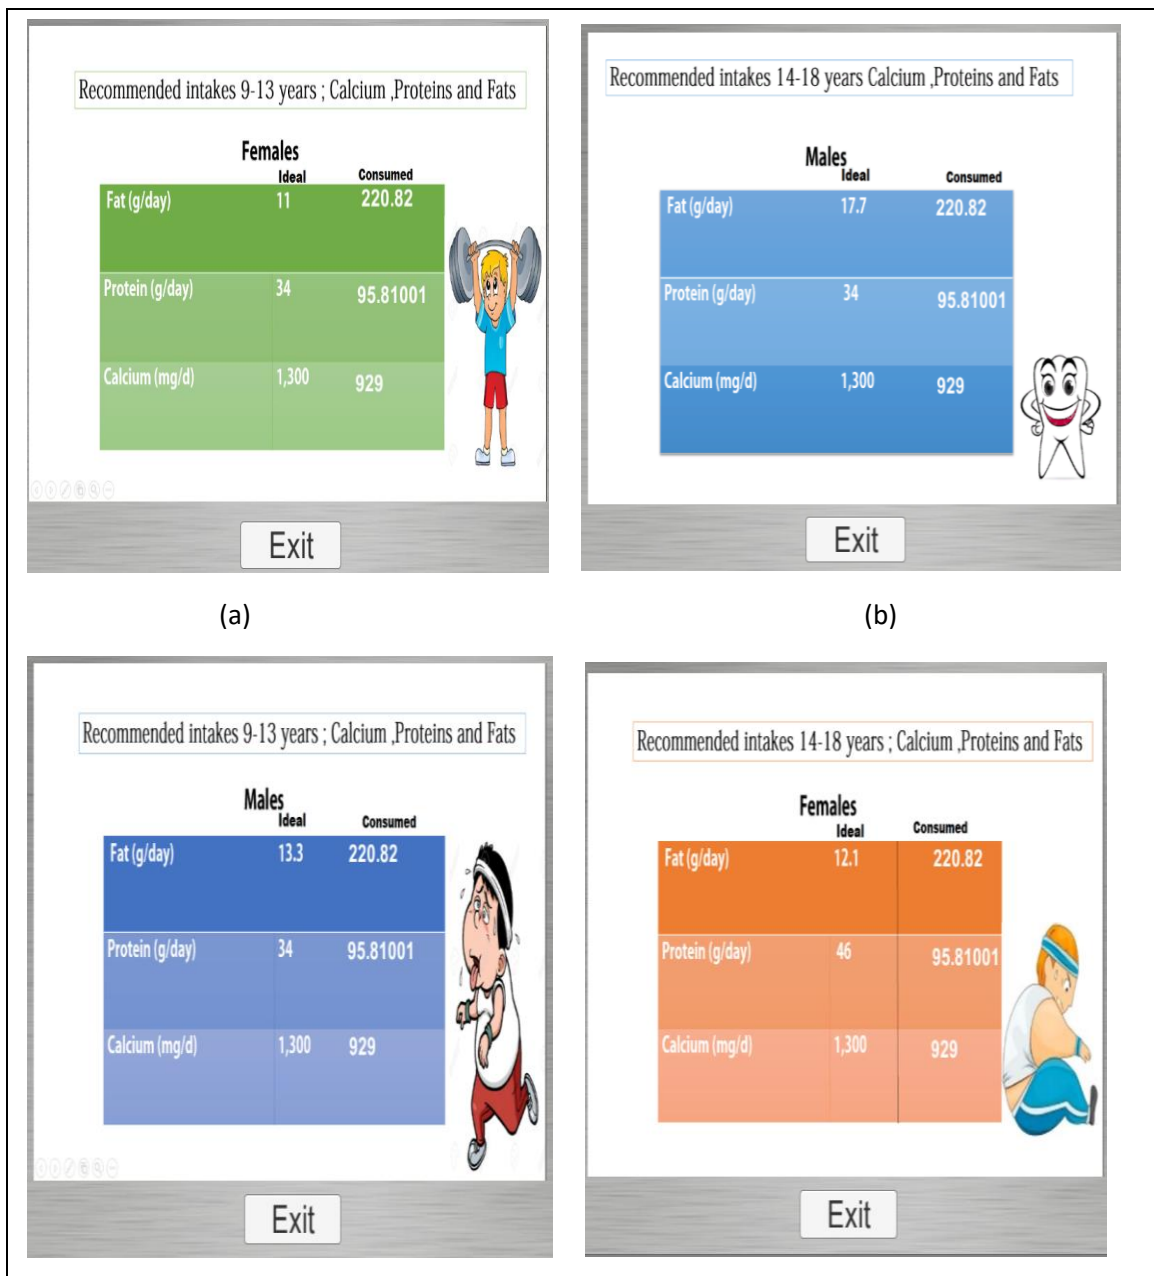 Recommended intakes 9-13 years ; Calcium ,Proteins and Fats
Females
Ideal Consumed
Fat (g/day) 11 220.82
Protein (g/day) 34 95.81001
Calcium (mg/d) 1,300 929
Exit
(a)
Recommended intakes 14-18 years Calcium ,Proteins and Fats
Males
Ideal Consumed
Fat (g/day) 17.7 220.82
Protein (g/day) 34 95.81001
Calcium (mg/d) 1,300 929
Exit
(b)
Recommended intakes 9-13 years ; Calcium ,Proteins and Fats
Males
Ideal Consumed
Fat (g/day) 13.3 220.82
Protein (g/day) 34 95.81001
Calcium (mg/d) 1,300 929
Exit
Recommended intakes 14-18 years ; Calcium ,Proteins and Fats
Females
Ideal Consumed
Fat (g/day) 12.1 220.82
Protein (g/day) 46 95.81001
Calcium (mg/d) 1,300 929
Exit